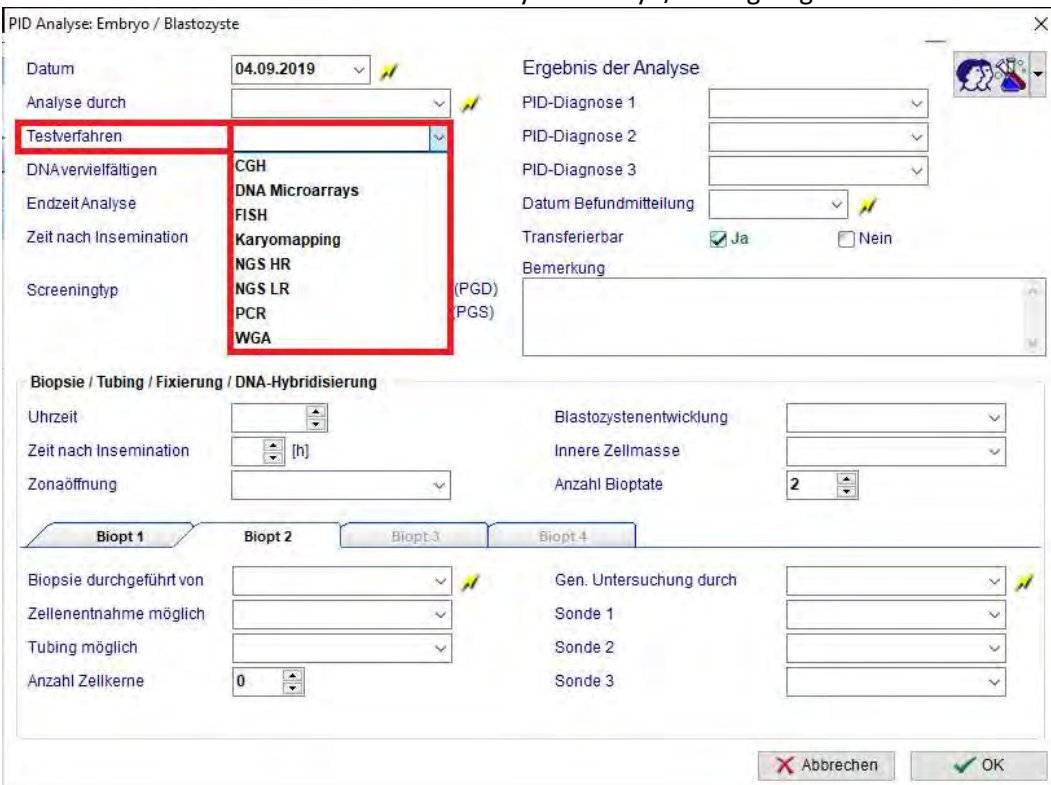 PID Analyse: Embryo / Blastozyste
Datum 04.09.2019
Analyse durch
Testverfahren
CGH
DNA Microarrays
FISH
Karyomapping
NGS HR
NGS LR
PCR
WGA
DNA vervielfältigen
Endzeit Analyse
Zeit nach Insemination
Screeningtyp
(PGD)
(PGS)
Ergebnis der Analyse
PID-Diagnose 1
PID-Diagnose 2
PID-Diagnose 3
Datum Befundmitteilung
Transferierbar Ja Nein
Bemerkung
Biopsie / Tubing / Fixierung / DNA-Hybridisierung
Uhrzeit
Zeit nach Insemination [h]
Zonaöffnung
Blastozystenentwicklung
Innere Zellmasse
Anzahl Bioptate 2
Biopt 1 Biopt 2 Biopt 3 Biopt 4
Biopsie durchgeführt von
Zellenentnahme möglich
Tubing möglich
Anzahl Zellkerne 0
Gen. Untersuchung durch
Sonde 1
Sonde 2
Sonde 3
Abbrechen OK